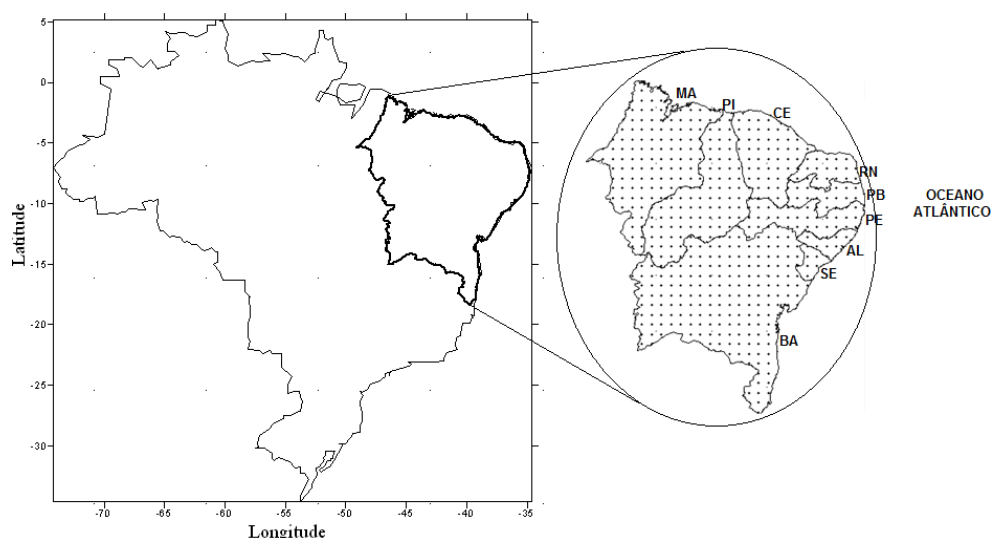 5
0
-5
-10
-15
-20
-25
-30
Latitude
-70
-65
-60
-55
-50
-45
-40
-35
Longitude
MA
PI
CE
RN
PB
PE
AL
SE
BA
OCEANO
ATLÂNTICO